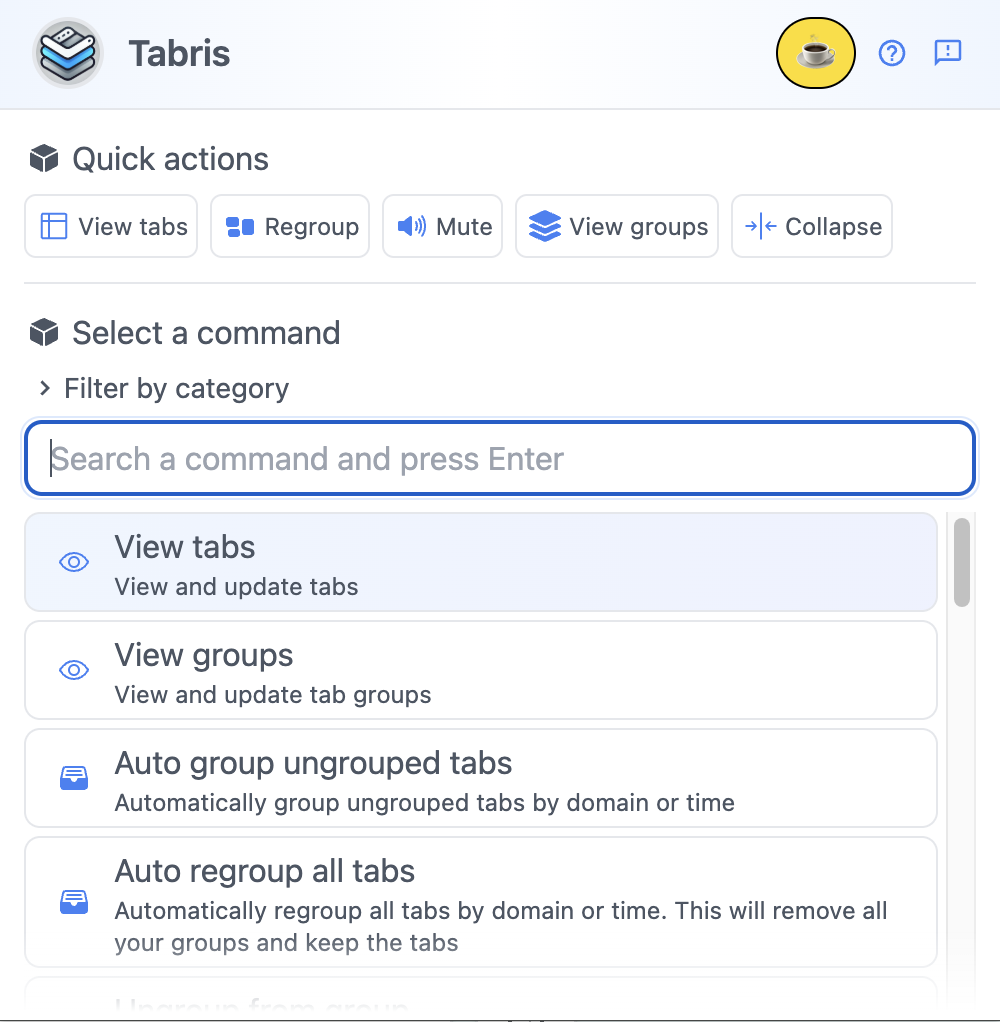 Tabris
Quick actions
View tabs
Regroup
Mute
View groups
Collapse
Select a command
Filter by category
Search a command and press Enter
View tabs
View and update tabs
View groups
View and update tab groups
Auto group ungrouped tabs
Automatically group ungrouped tabs by domain or time
Auto regroup all tabs
Automatically regroup all tabs by domain or time. This will remove all
your groups and keep the tabs
Ungroup from group